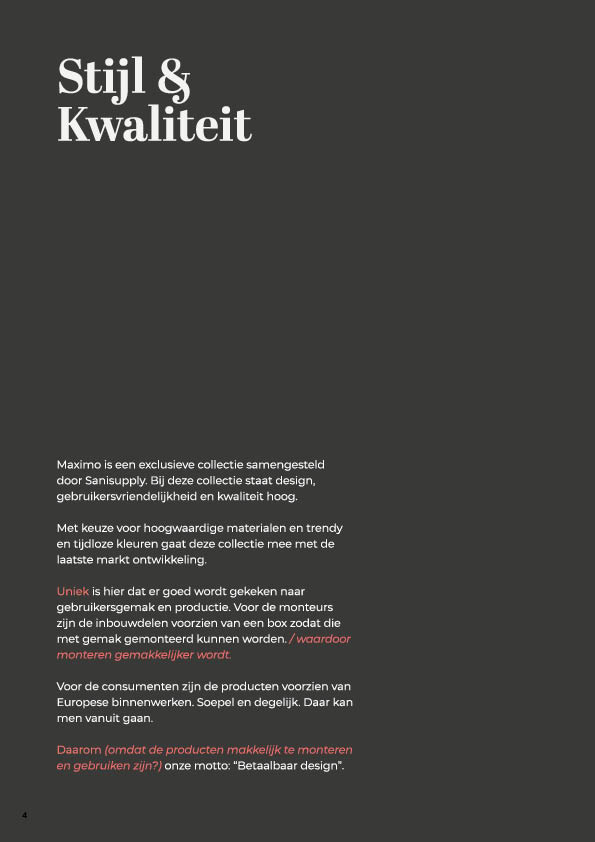 Stijl &
Kwaliteit
Maximo is een exclusieve collectie samengesteld
door Sanisupply. Bij deze collectie staat design,
gebruikersvriendelijkheid en kwaliteit hoog.
Met keuze voor hoogwaardige materialen en trendy
en tijdloze kleuren gaat deze collectie mee met de
laatste markt ontwikkeling.
Uniek is hier dat er goed wordt gekeken naar
gebruikersgemak en productie. Voor de monteurs
zijn de inbouwdelen voorzien van een box zodat die
met gemak gemonteerd kunnen worden. / waardoor
monteren gemakkelijker wordt.
Voor de consumenten zijn de producten voorzien van
Europese binnenwerken. Soepel en degelijk. Daar kan
men vanuit gaan.
Daarom (omdat de producten makkelijk te monteren
en gebruiken zijn?) onze motto: “Betaalbaar design”.
4